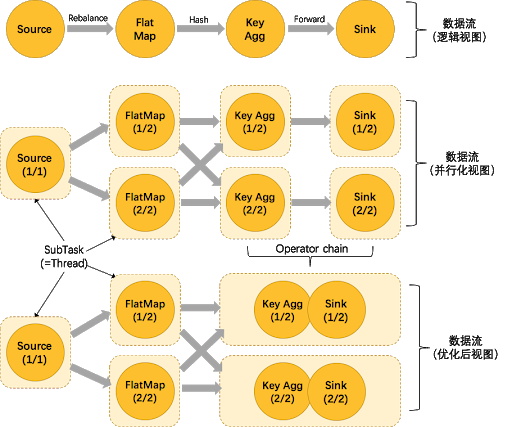 Source
Rebalance
Flat
Map
Hash
Key
Agg
Forward
Sink
数据流
(逻辑视图)
Source
(1/1)
FlatMap
(1/2)
Key Agg
(1/2)
Sink
(1/2)
FlatMap
(2/2)
Key Agg
(2/2)
Sink
(2/2)
数据流
(并行化视图)
SubTask
(=Thread)
Operator chain
Source
(1/1)
FlatMap
(1/2)
Key Agg
(1/2)
Sink
(1/2)
FlatMap
(2/2)
Key Agg
(2/2)
Sink
(2/2)
数据流
(优化后视图)